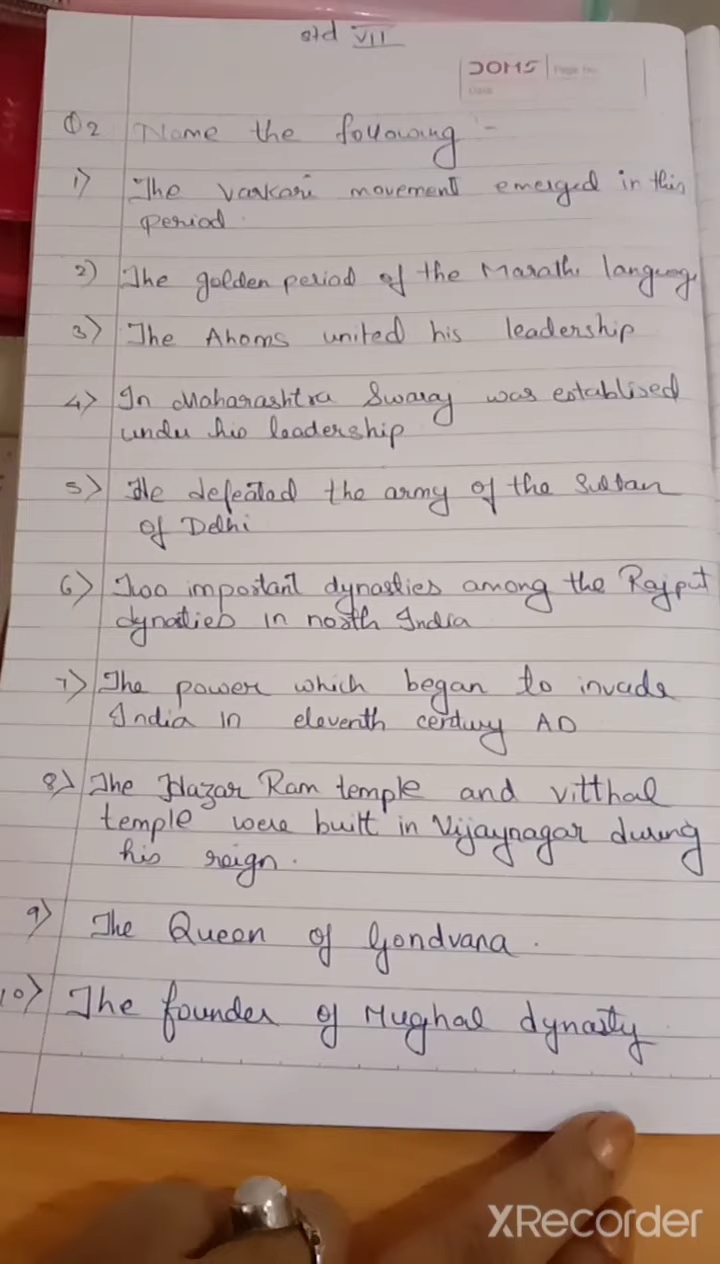 std VII
DOMS Page No.
Date
Q2 Name the following -
1) The varkari movement emerged in this
period.
2) The golden period of the Marathi language
3) The Ahoms united his leadership
4) In Maharashtra Swaraj was establised
under his leadership
5) He defeated the army of the Sultan
of Delhi
6) Two important dynasties among the Rajput
dynaties in north India
7) The power which began to invade
India in eleventh century AD
8) The Hazar Ram temple and vitthal
temple were built in Vijaynagar during
his reign.
9) The Queen of Gondvana.
10) The founder of Mughal dynasty
XRecorder